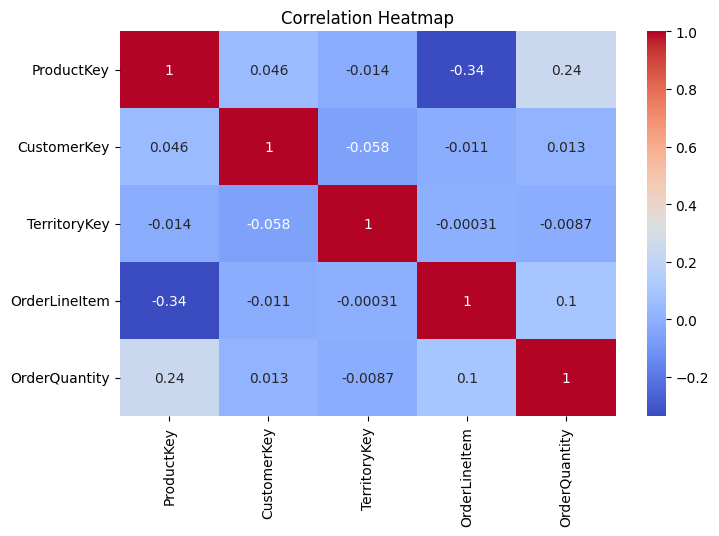 Correlation Heatmap
ProductKey 1 0.046 -0.014 -0.34 0.24
CustomerKey 0.046 1 -0.058 -0.011 0.013
TerritoryKey -0.014 -0.058 1 -0.00031 -0.0087
OrderLineItem -0.34 -0.011 -0.00031 1 0.1
OrderQuantity 0.24 0.013 -0.0087 0.1 1
ProductKey
CustomerKey
TerritoryKey
OrderLineItem
OrderQuantity
1.0
0.8
0.6
0.4
0.2
0.0
−0.2